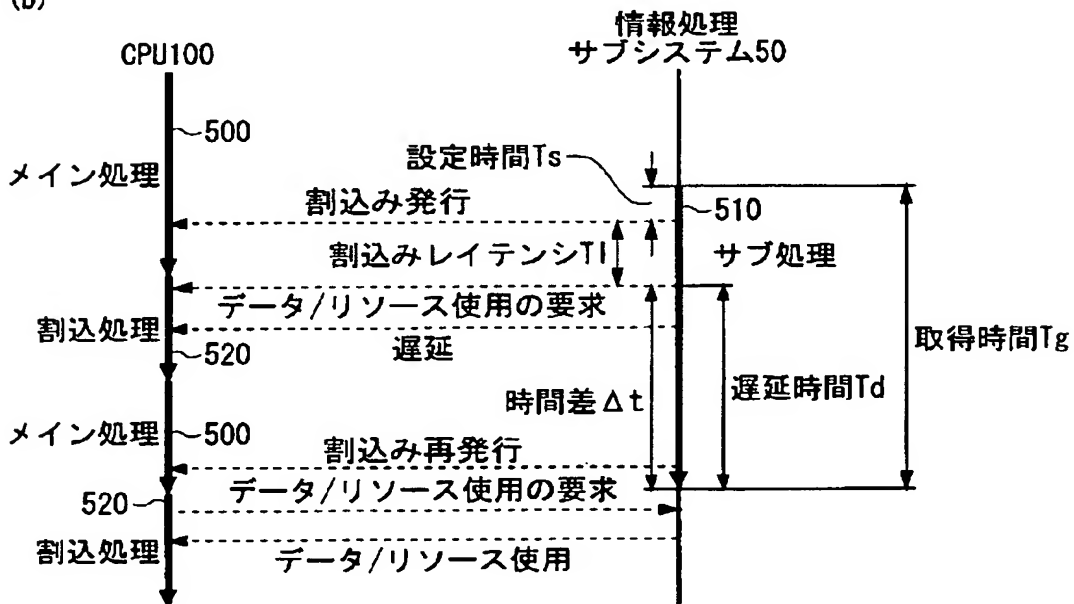 (D)
情報処理
サブシステム50
CPU100
500
メイン処理
設定時間Ts
割込み発行
510
割込みレイテンシTl
サブ処理
データ/リソース使用の要求
割込処理
520
遅延
取得時間Tg
遅延時間Td
時間差Δt
メイン処理
500
割込み再発行
データ/リソース使用の要求
520
割込処理
データ/リソース使用